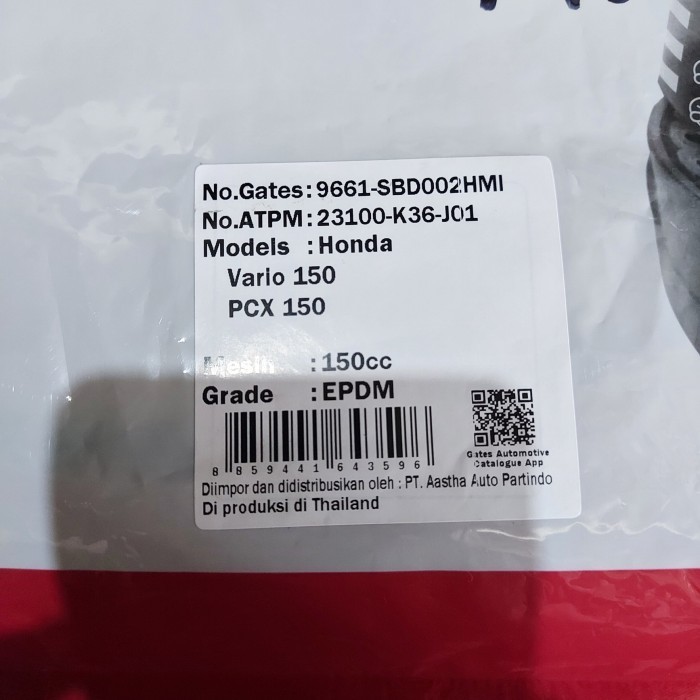 No.Gates : 9661-SBD002HMI
No.ATPM : 23100-K36-J01
Models : Honda
Vario 150
PCX 150
Mesin : 150cc
Grade : EPDM
8 859441 643596
Gates Automotive
Catalogue App
Diimpor dan didistribusikan oleh : PT. Aastha Auto Partindo
Di produksi di Thailand